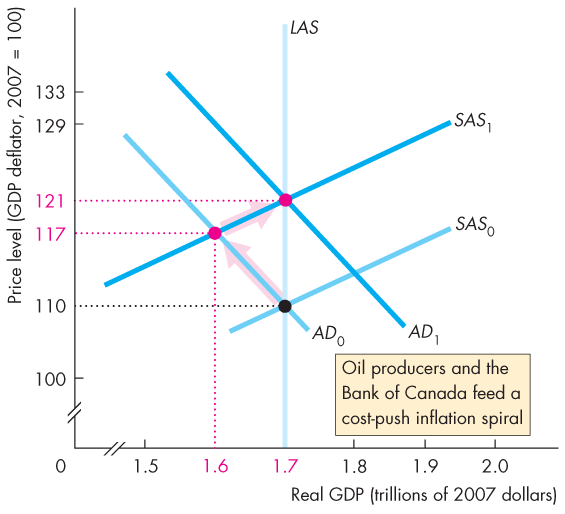 LAS
Price level (GDP deflator, 2007 = 100)
133
129
SAS1
121
SAS0
117
110
AD0
AD1
Oil producers and the
Bank of Canada feed a
cost-push inflation spiral
100
0
1.5
1.6
1.7
1.8
1.9
2.0
Real GDP (trillions of 2007 dollars)